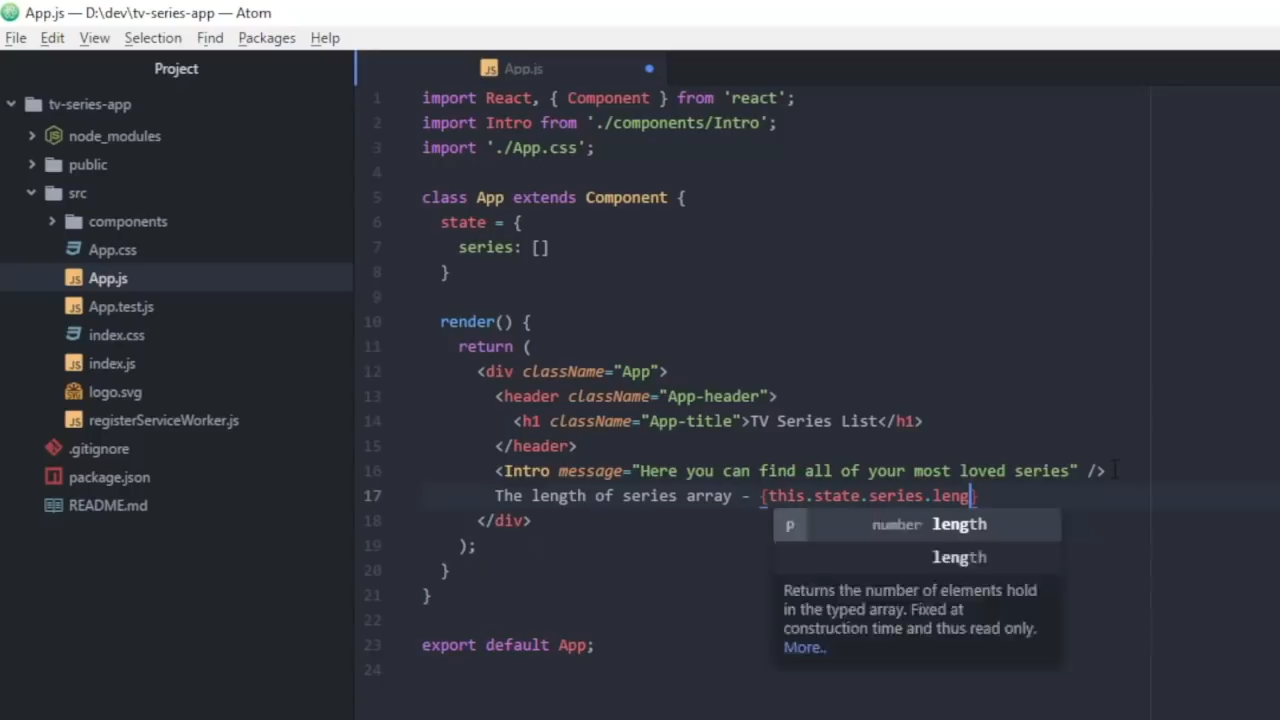 App.js — D:\dev\tv-series-app — Atom
File Edit View Selection Find Packages Help
Project
tv-series-app
node_modules
public
src
components
App.css
App.js
App.test.js
index.css
index.js
logo.svg
registerServiceWorker.js
.gitignore
package.json
README.md
App.js
1 import React, { Component } from 'react';
2 import Intro from './components/Intro';
3 import './App.css';
4
5 class App extends Component {
6 state = {
7 series: []
8 }
9
10 render() {
11 return (
12 <div className="App">
13 <header className="App-header">
14 <h1 className="App-title">TV Series List</h1>
15 </header>
16 <Intro message="Here you can find all of your most loved series" />
17 The length of series array - {this.state.series.leng}
18 </div>
19 );
20 }
21 }
22
23 export default App;
24
p number length
length
Returns the number of elements hold
in the typed array. Fixed at
construction time and thus read only.
More..